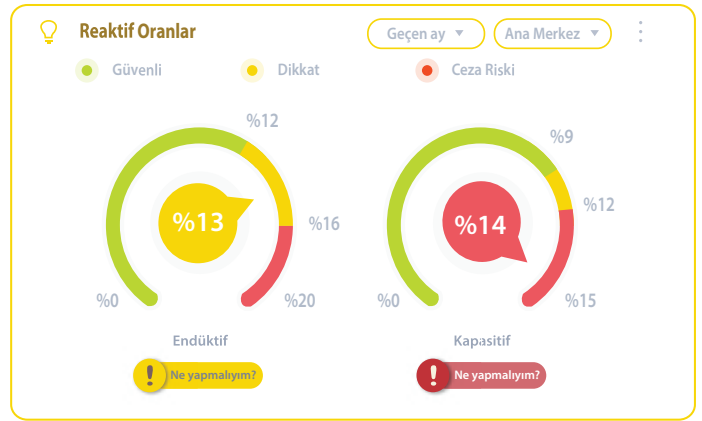 Reaktif Oranlar
Geçen ay
Ana Merkez
Güvenli
Dikkat
Ceza Riski
%12
%13
%16
%0
%20
Endüktif
Ne yapmalıyım?
%9
%14
%12
%0
%15
Kapasitif
Ne yapmalıyım?